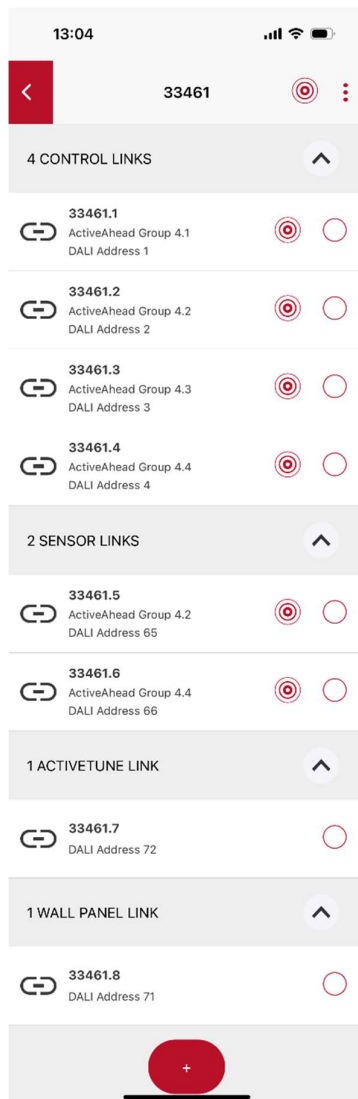 13:04
33461
4 CONTROL LINKS
33461.1
ActiveAhead Group 4.1
DALI Address 1
33461.2
ActiveAhead Group 4.2
DALI Address 2
33461.3
ActiveAhead Group 4.3
DALI Address 3
33461.4
ActiveAhead Group 4.4
DALI Address 4
2 SENSOR LINKS
33461.5
ActiveAhead Group 4.2
DALI Address 65
33461.6
ActiveAhead Group 4.4
DALI Address 66
1 ACTIVETUNE LINK
33461.7
DALI Address 72
1 WALL PANEL LINK
33461.8
DALI Address 71
+